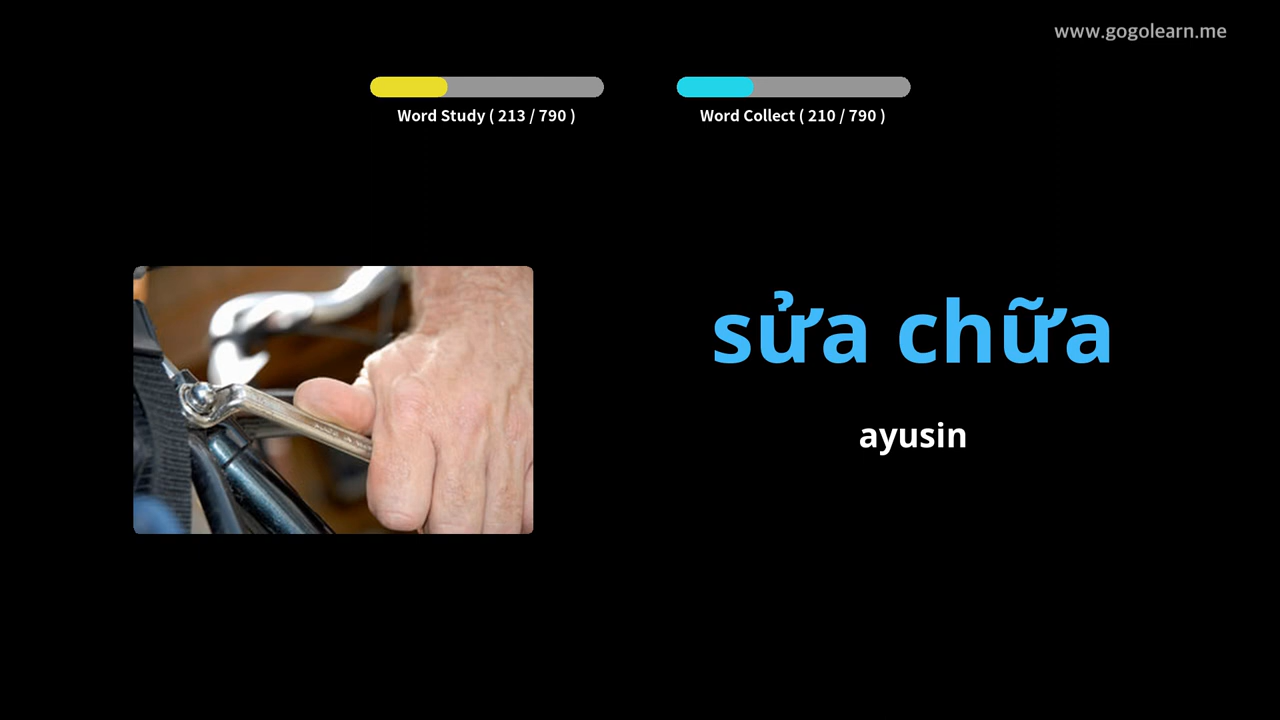 www.gogolearn.me
Word Study ( 213 / 790 )
Word Collect ( 210 / 790 )
sửa chữa
ayusin